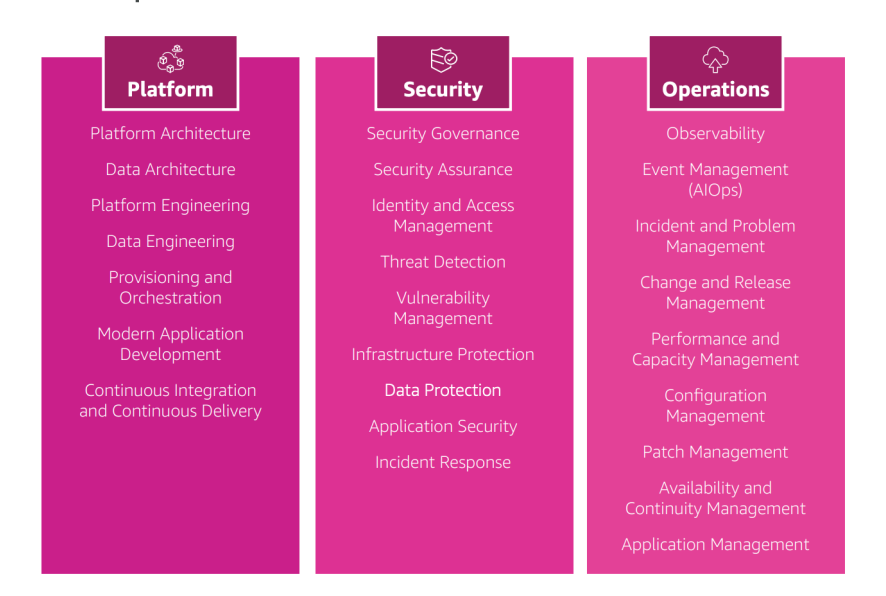 Platform
Platform Architecture
Data Architecture
Platform Engineering
Data Engineering
Provisioning and
Orchestration
Modern Application
Development
Continuous Integration
and Continuous Delivery
Security
Security Governance
Security Assurance
Identity and Access
Management
Threat Detection
Vulnerability
Management
Infrastructure Protection
Data Protection
Application Security
Incident Response
Operations
Observability
Event Management
(AIOps)
Incident and Problem
Management
Change and Release
Management
Performance and
Capacity Management
Configuration
Management
Patch Management
Availability and
Continuity Management
Application Management